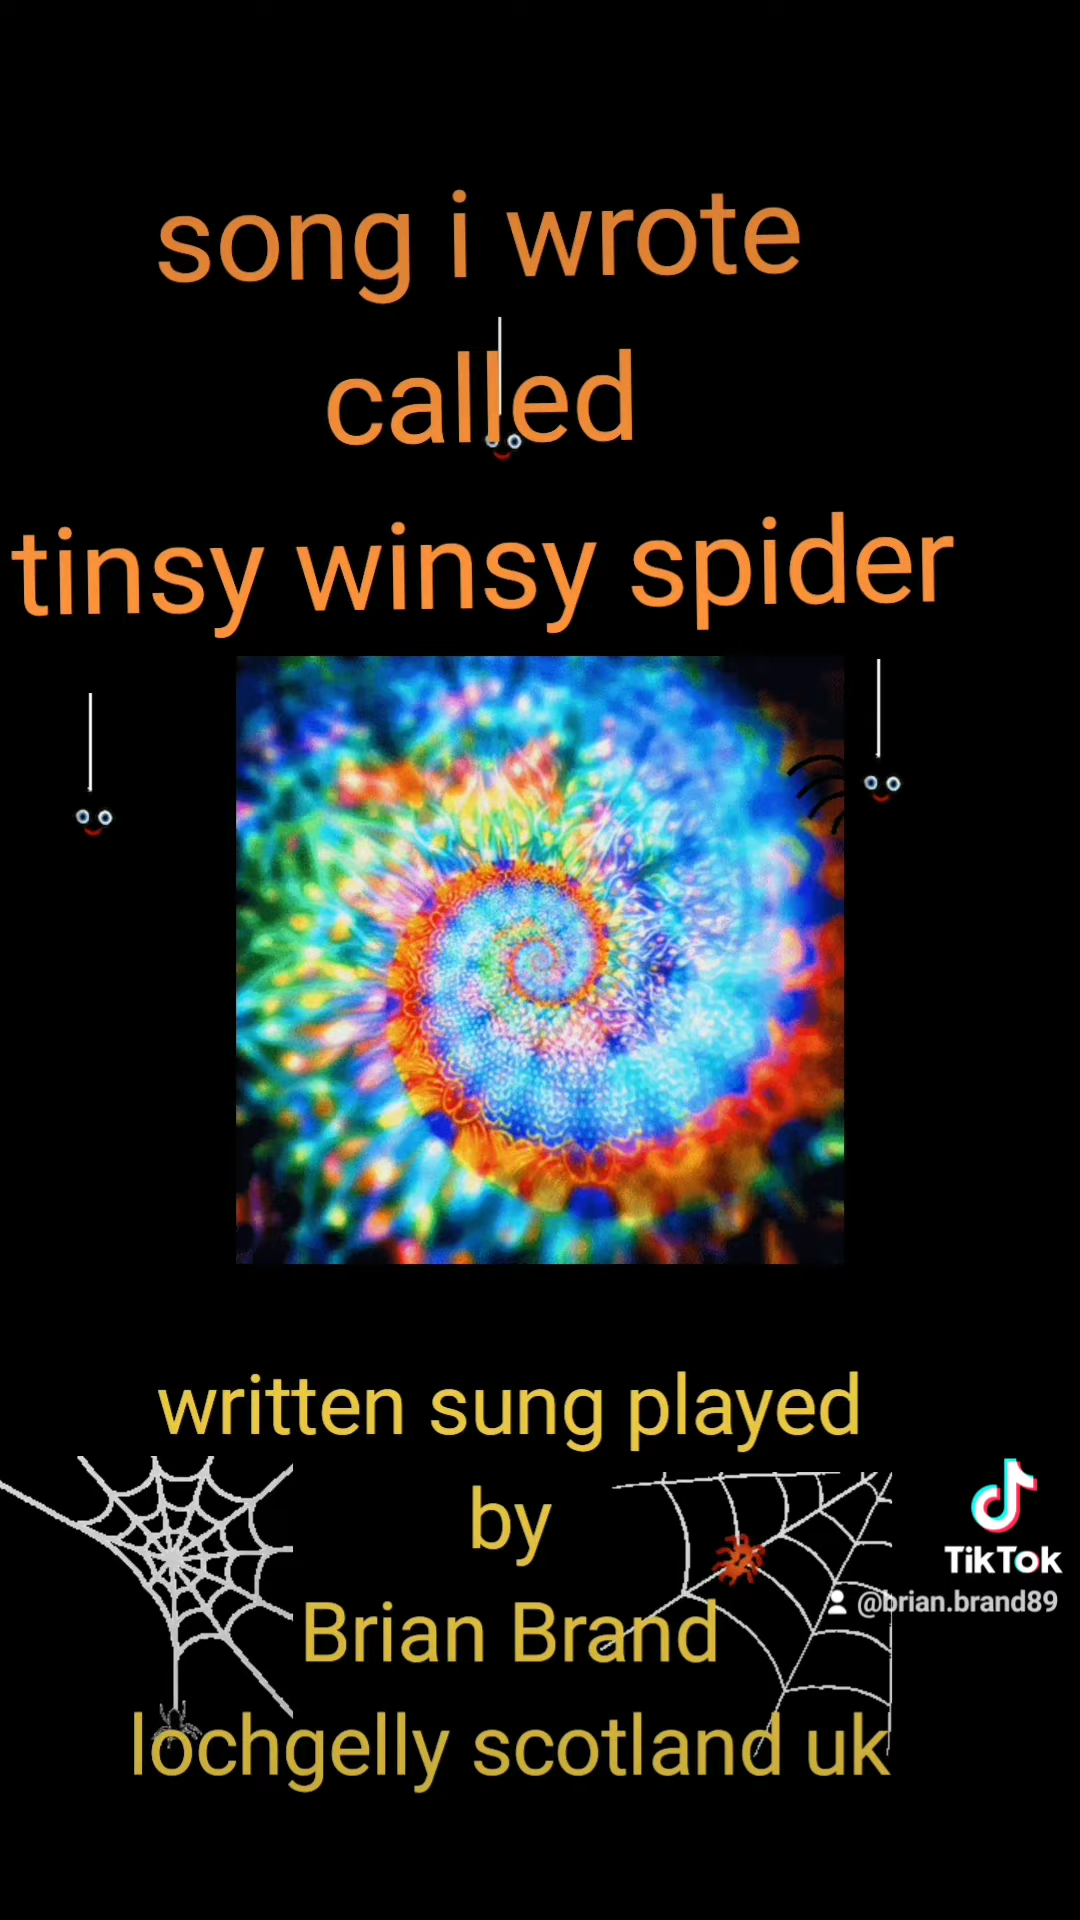 song i wrote
called
tinsy winsy spider
written sung played
by
Brian Brand
lochgelly scotland uk
TikTok
@brian.brand89